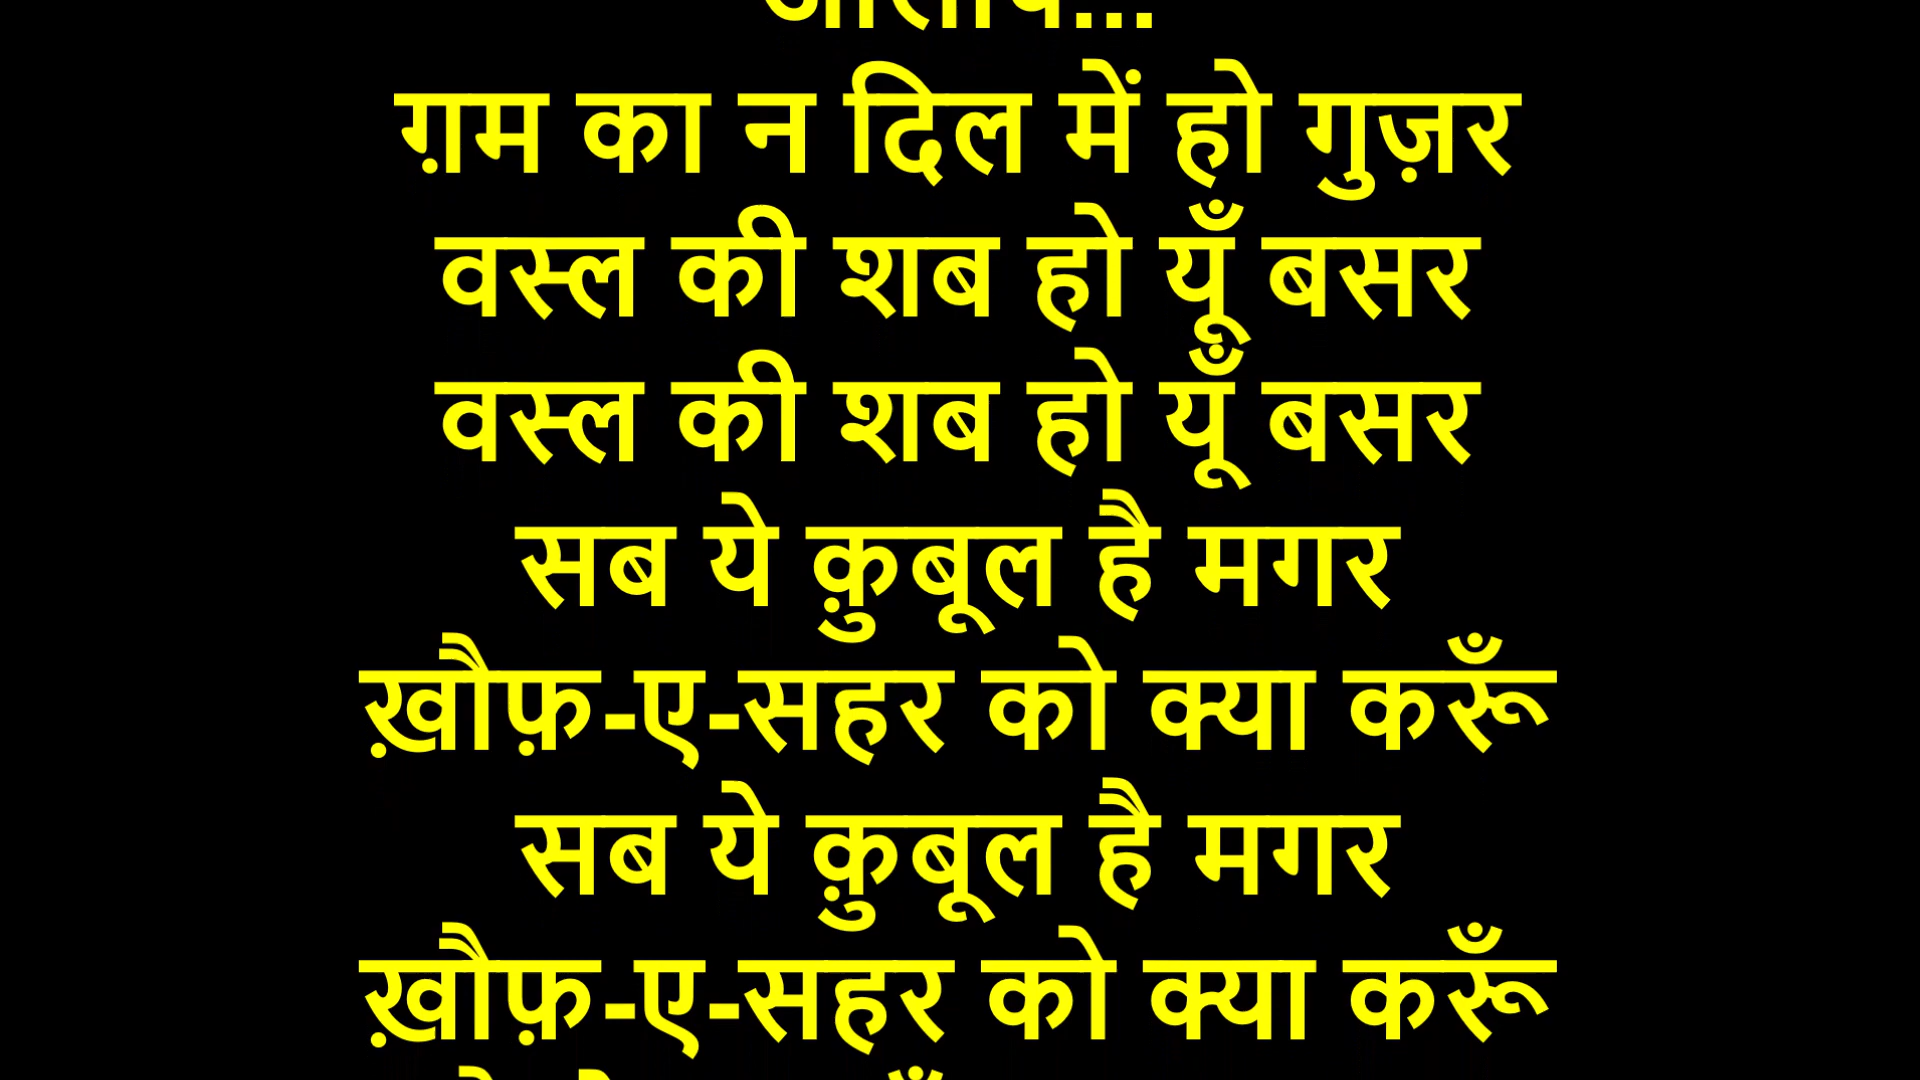 ग़म का न दिल में हो गुज़र
वस्ल की शब हो यूँ बसर
वस्ल की शब हो यूँ बसर
सब ये क़ुबूल है मगर
ख़ौफ़-ए-सहर को क्या करूँ
सब ये क़ुबूल है मगर
ख़ौफ़-ए-सहर को क्या करूँ